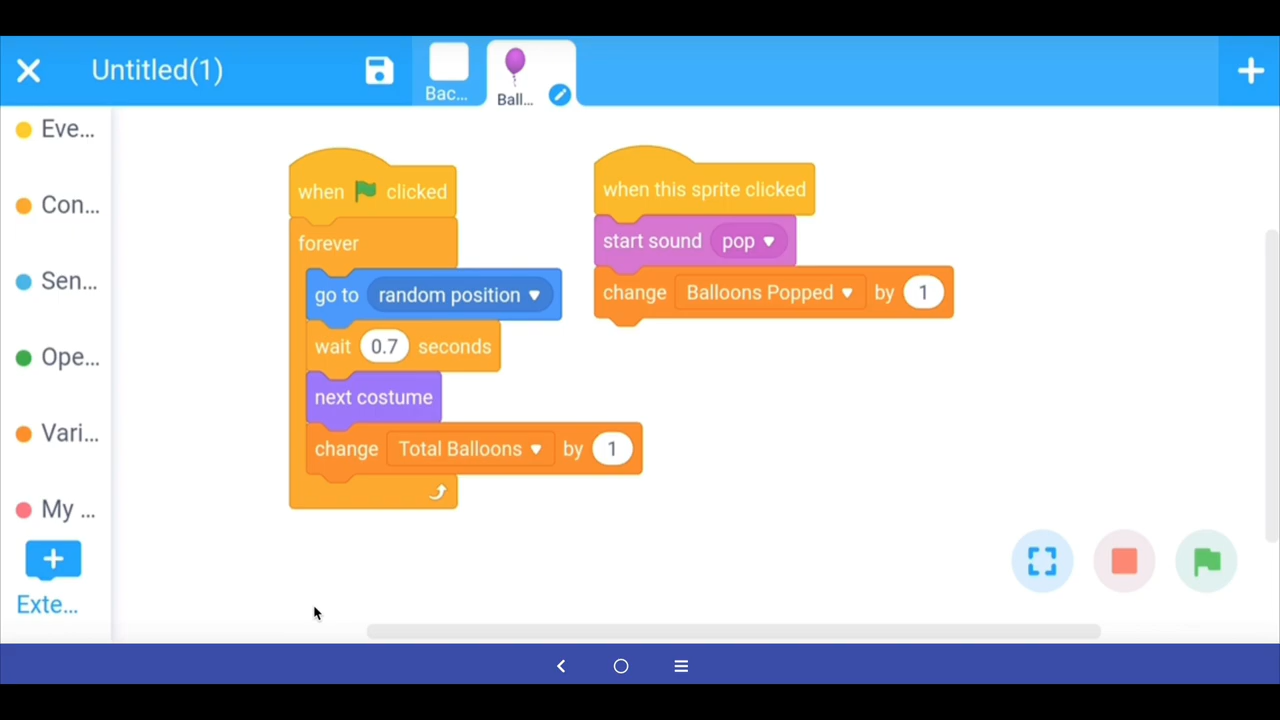 Untitled(1)
Bac...
Ball...
Eve...
Con...
Sen...
Ope...
Vari...
My ...
Exte...
when clicked
forever
go to random position
wait 0.7 seconds
next costume
change Total Balloons by 1
when this sprite clicked
start sound pop
change Balloons Popped by 1